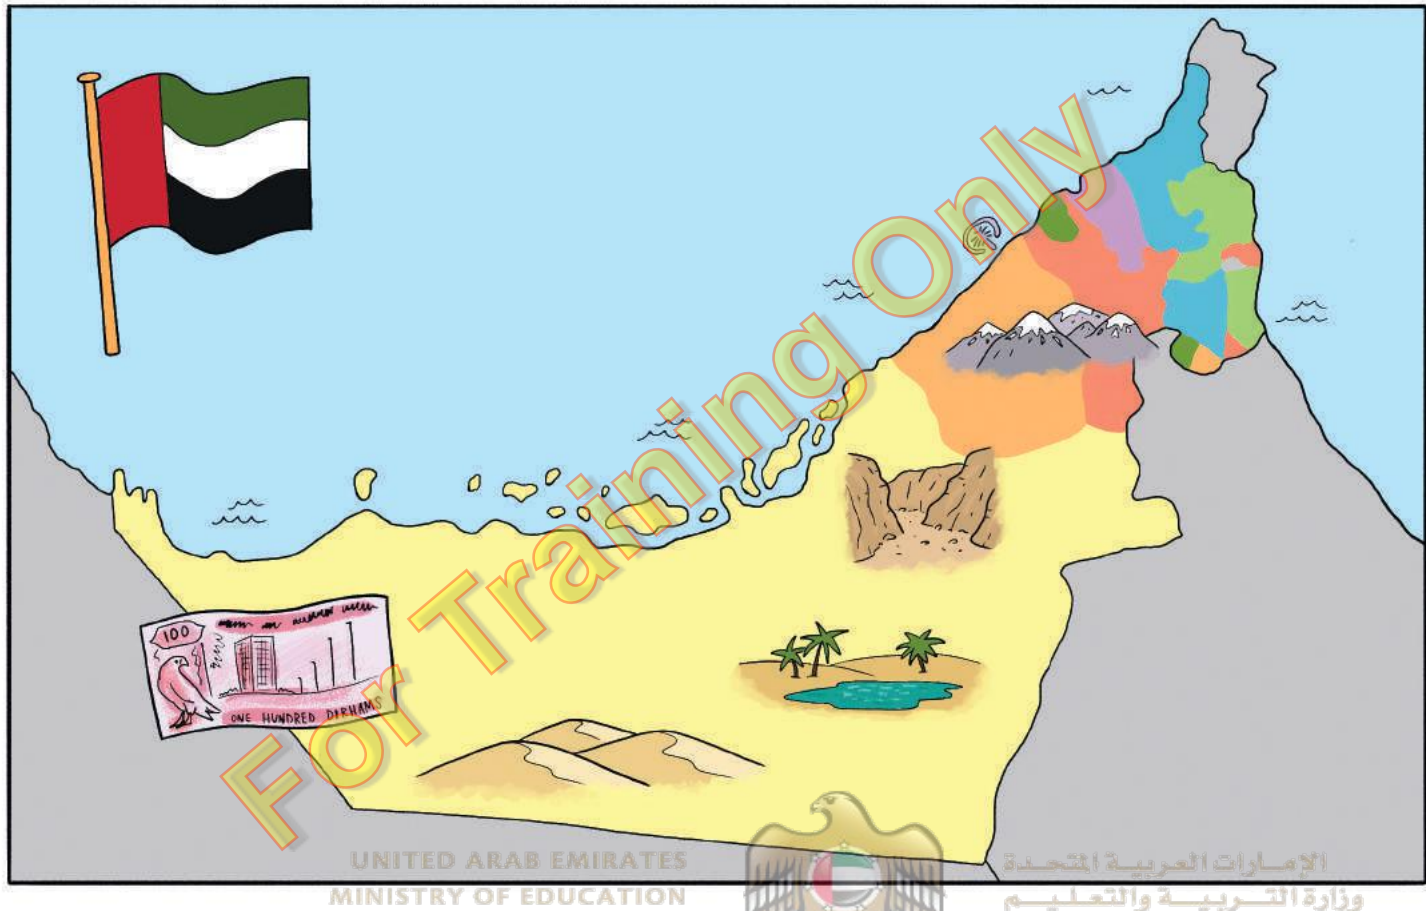 For Training Only
100
ONE HUNDRED DIRHAMS
UNITED ARAB EMIRATES
MINISTRY OF EDUCATION
الإمارات العربية المتحدة
وزارة التربية والتعليم